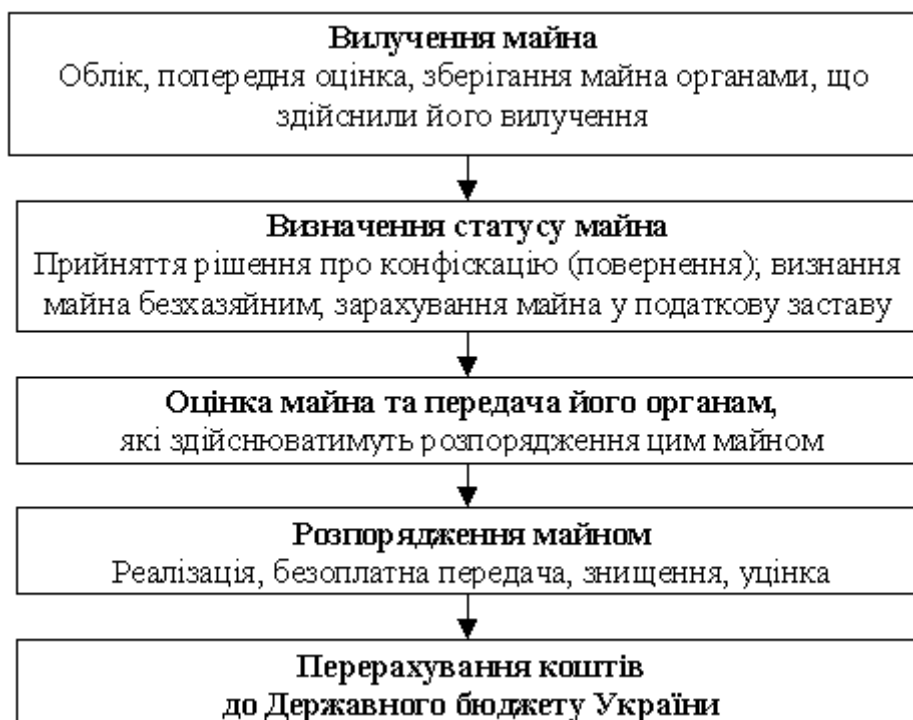 Вилучення майна
Облік, попередня оцінка, зберігання майна органами, що
здійснили його вилучення
Визначення статусу майна
Прийняття рішення про конфіскацію (повернення); визнання
майна безхазяйним; зарахування майна у податкову заставу
Оцінка майна та передача його органам,
які здійснюватимуть розпорядження цим майном
Розпорядження майном
Реалізація, безоплатна передача, знищення, уцінка
Перерахування коштів
до Державного бюджету України